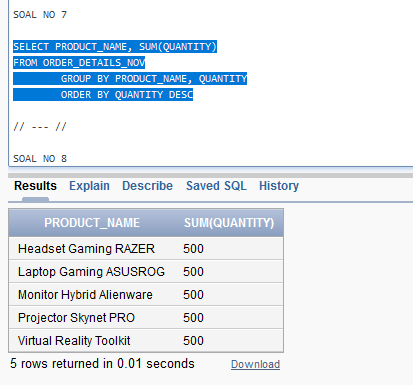 SOAL NO 7
SELECT PRODUCT_NAME, SUM(QUANTITY)
FROM ORDER_DETAILS_NOV
GROUP BY PRODUCT_NAME, QUANTITY
ORDER BY QUANTITY DESC
// --- //
SOAL NO 8
Results Explain Describe Saved SQL History
PRODUCT_NAME SUM(QUANTITY)
Headset Gaming RAZER 500
Laptop Gaming ASUSROG 500
Monitor Hybrid Alienware 500
Projector Skynet PRO 500
Virtual Reality Toolkit 500
5 rows returned in 0.01 seconds Download